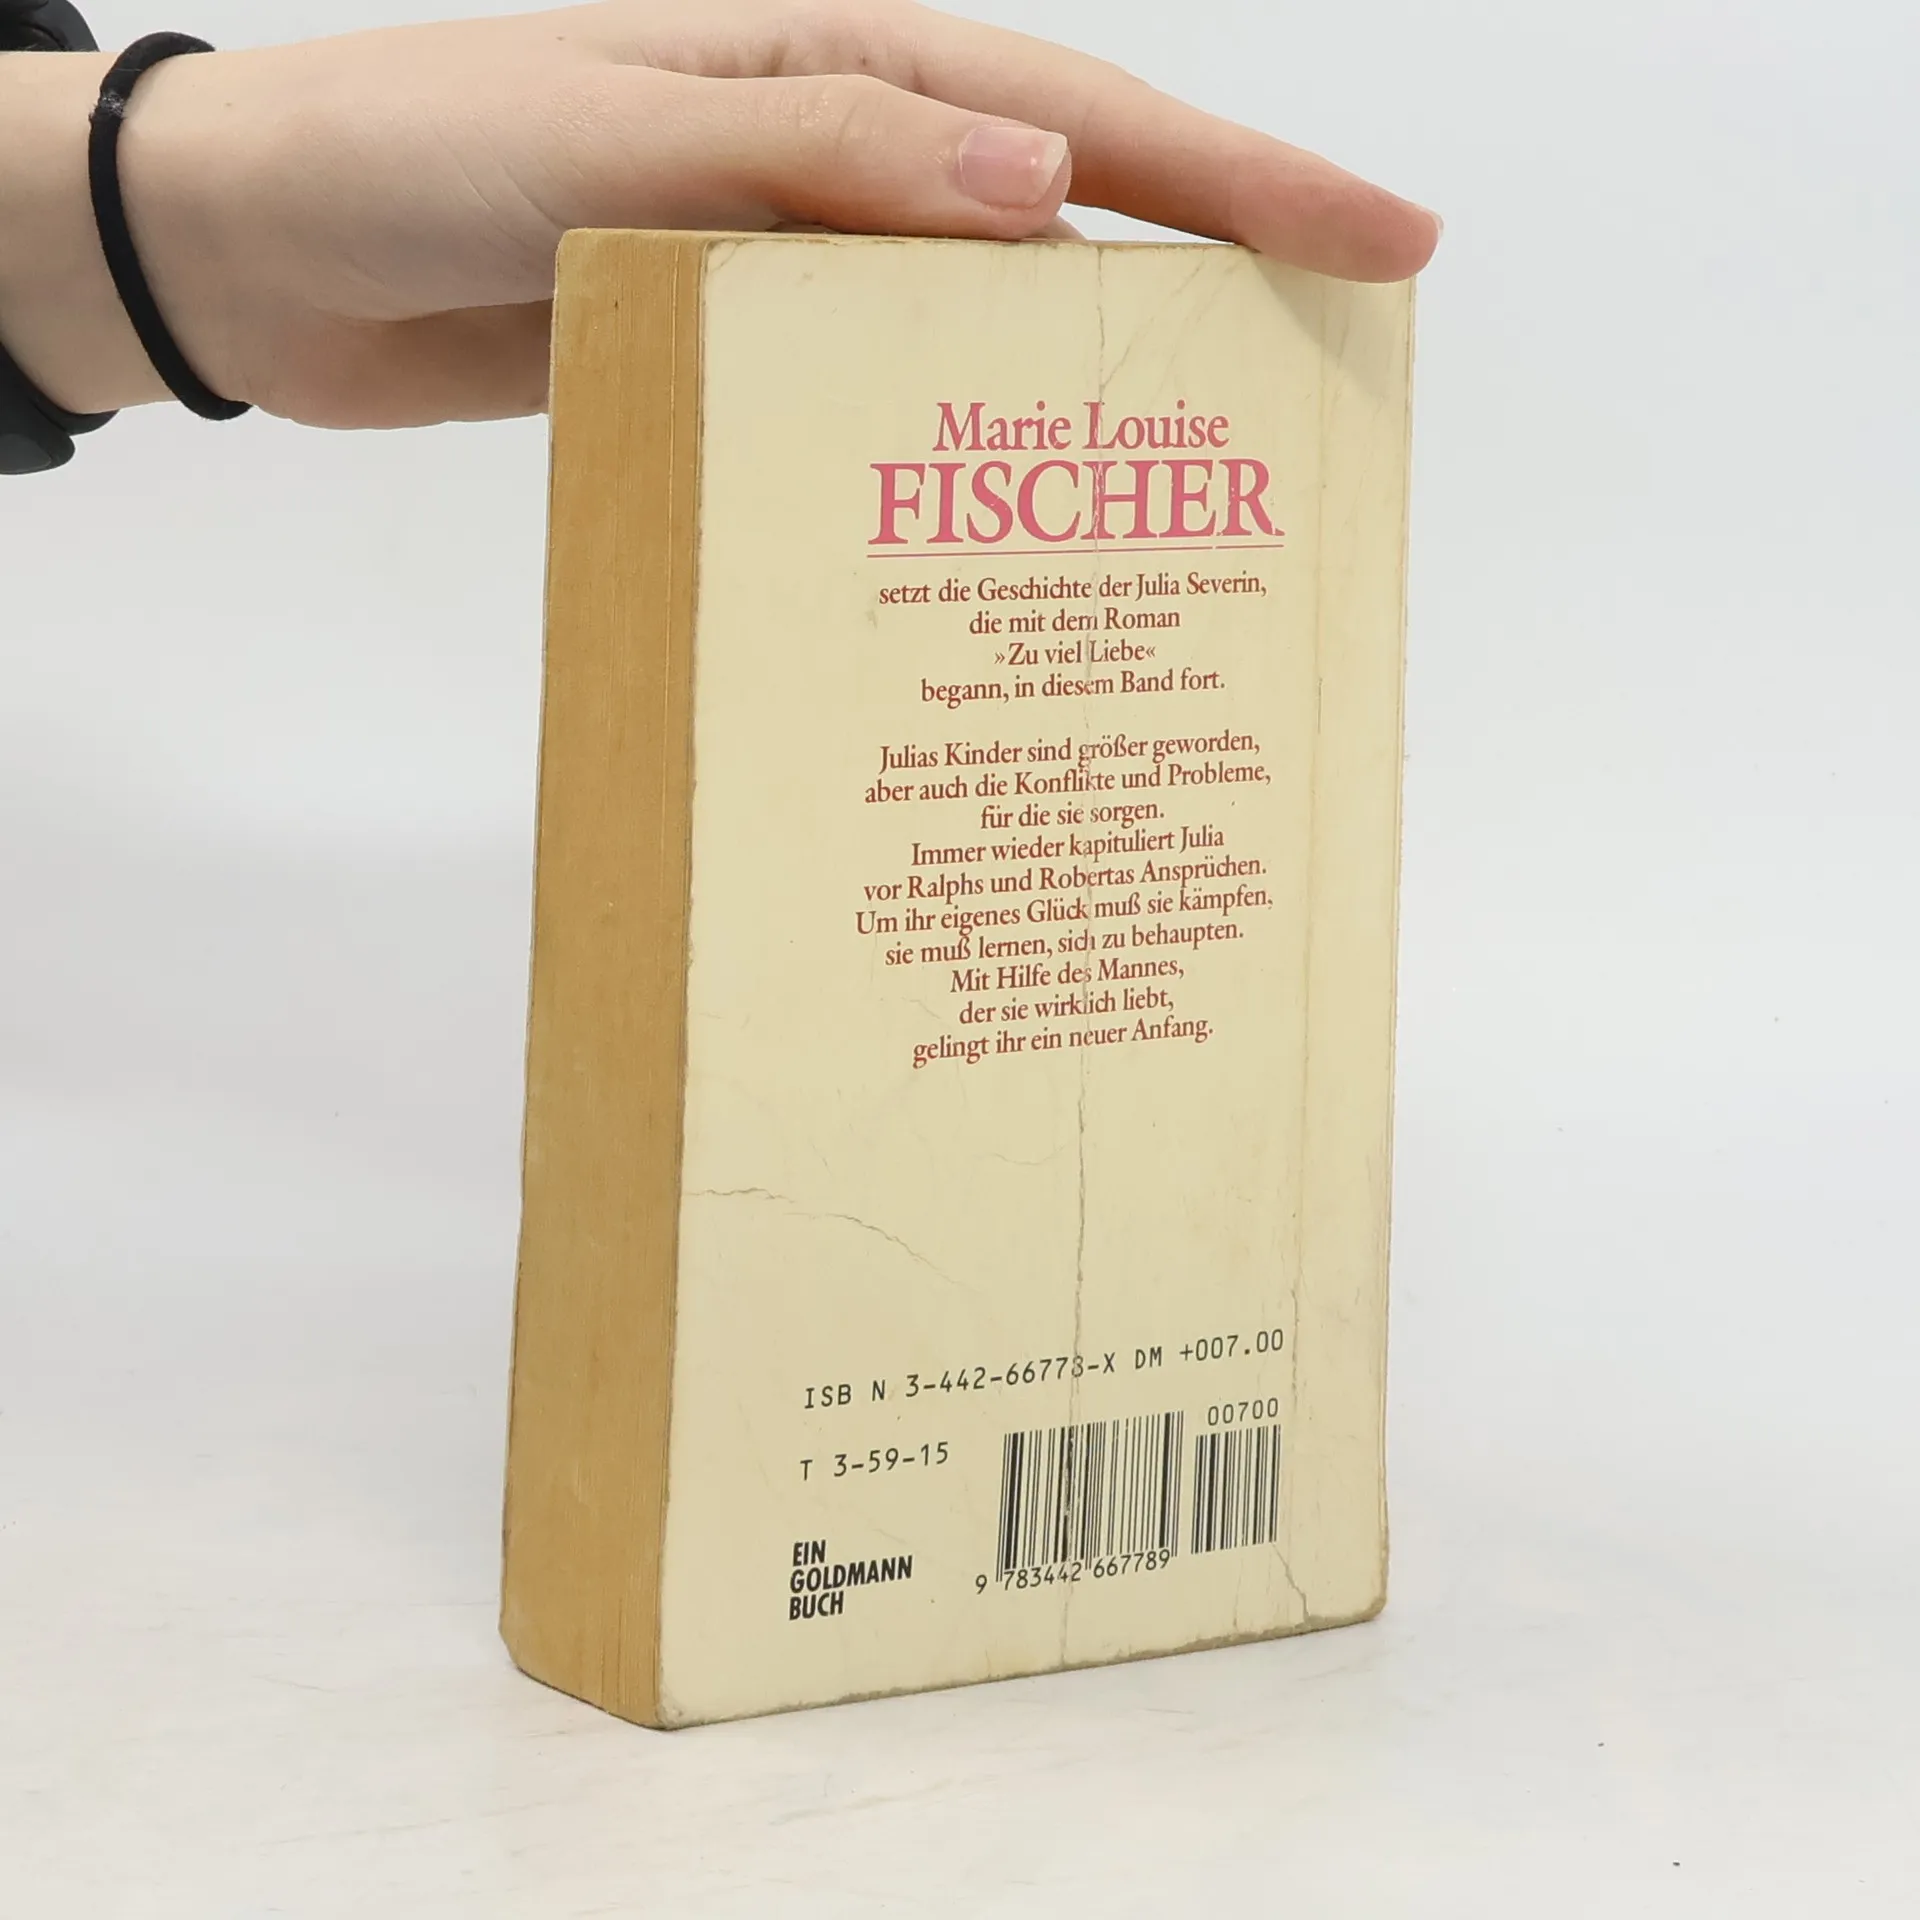 Marie Louise
FISCHER
setzt die Geschichte der Julia Severin,
die mit dem Roman
»Zu viel Liebe«
begann, in diesem Band fort.
Julias Kinder sind größer geworden,
aber auch die Konflikte und Probleme,
für die sie sorgen.
Immer wieder kapituliert Julia
vor Ralphs und Robertas Ansprüchen.
Um ihr eigenes Glück muß sie kämpfen,
sie muß lernen, sich zu behaupten.
Mit Hilfe des Mannes,
der sie wirklich liebt,
gelingt ihr ein neuer Anfang.
ISB N 3-442-66778-X DM +007.00
00700
T 3-59-15
9 783442 667789
EIN
GOLDMANN
BUCH